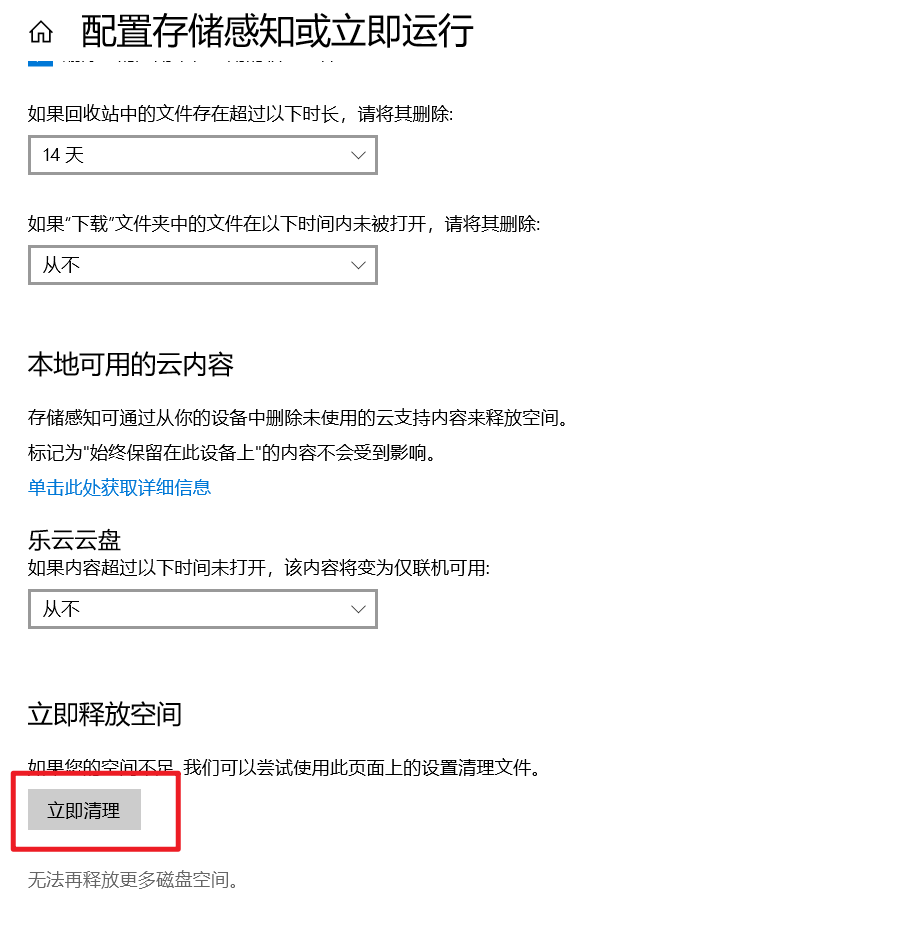 配置存储感知或立即运行
如果回收站中的文件存在超过以下时长，请将其删除:
14 天
如果“下载”文件夹中的文件在以下时间内未被打开，请将其删除:
从不
本地可用的云内容
存储感知可通过从你的设备中删除未使用的云支持内容来释放空间。
标记为"始终保留在此设备上"的内容不会受到影响。
单击此处获取详细信息
乐云云盘
如果内容超过以下时间未打开，该内容将变为仅联机可用:
从不
立即释放空间
如果您的空间不足，我们可以尝试使用此页面上的设置清理文件。
立即清理
无法再释放更多磁盘空间。